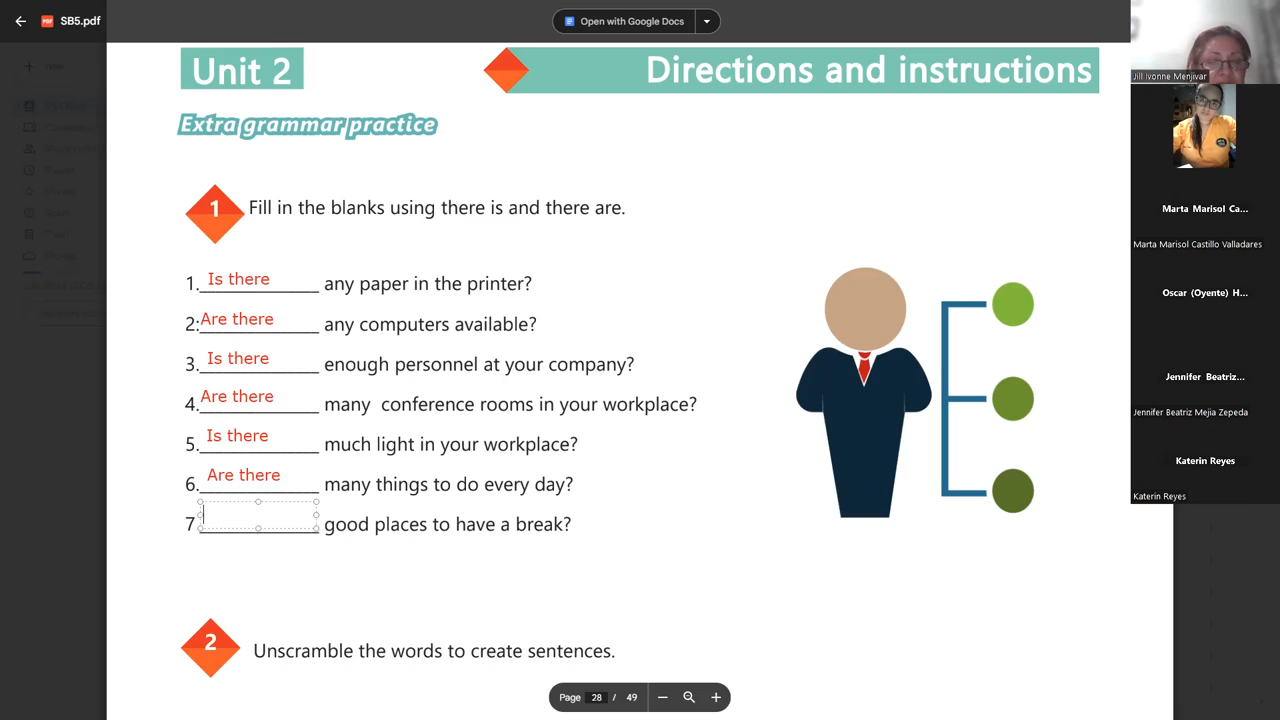 SB5.pdf
Open with Google Docs
Unit 2
Directions and instructions
Extra grammar practice
1 Fill in the blanks using there is and there are.
1. Is there any paper in the printer?
2. Are there any computers available?
3. Is there enough personnel at your company?
4. Are there many conference rooms in your workplace?
5. Is there much light in your workplace?
6. Are there many things to do every day?
7 good places to have a break?
2 Unscramble the words to create sentences.
Page 28 / 49
Jill Ivonne Menjivar
Marta Marisol Ca...
Marta Marisol Castillo Valladares
Oscar (Oyente) H...
Jennifer Beatriz...
Jennifer Beatriz Mejia Zepeda
Katerin Reyes
Katerin Reyes